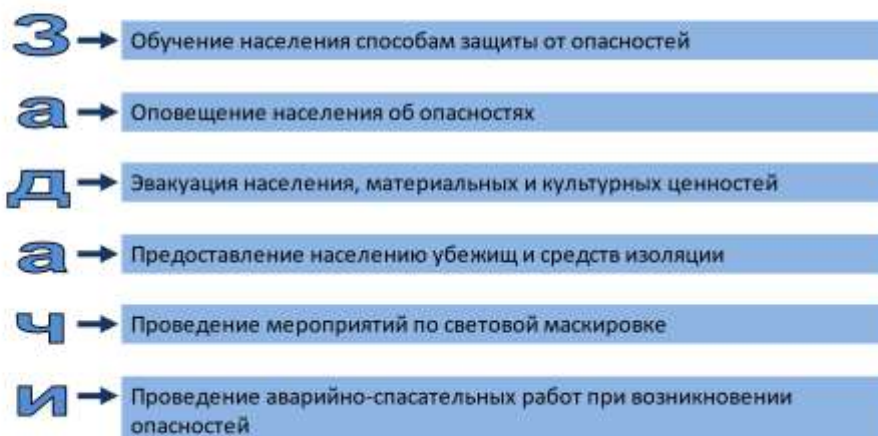 З Обучение населения способам защиты от опасностей
а Оповещение населения об опасностях
д Эвакуация населения, материальных и культурных ценностей
а Предоставление населению убежищ и средств изоляции
ч Проведение мероприятий по световой маскировке
и Проведение аварийно-спасательных работ при возникновении
опасностей